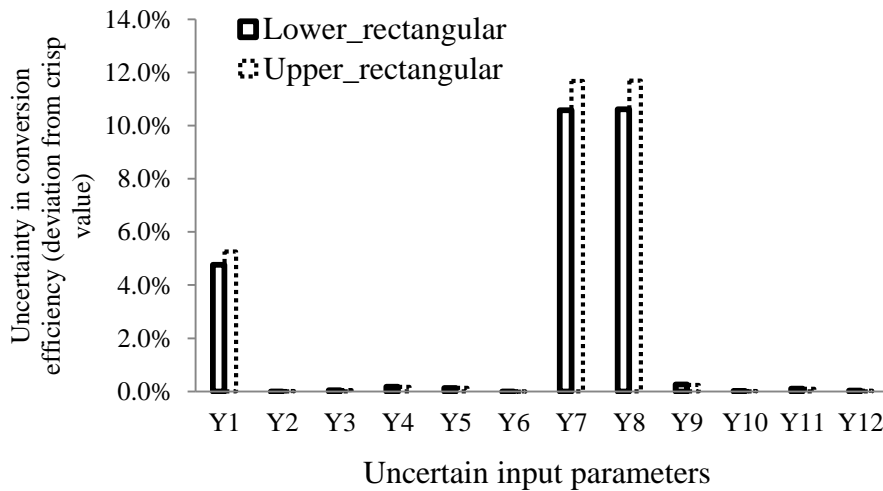 14.0%
12.0%
10.0%
8.0%
6.0%
4.0%
2.0%
0.0%
Uncertainty in conversion
efficiency (deviation from crisp
value)
Lower_rectangular
Upper_rectangular
Y1 Y2 Y3 Y4 Y5 Y6 Y7 Y8 Y9 Y10 Y11 Y12
Uncertain input parameters